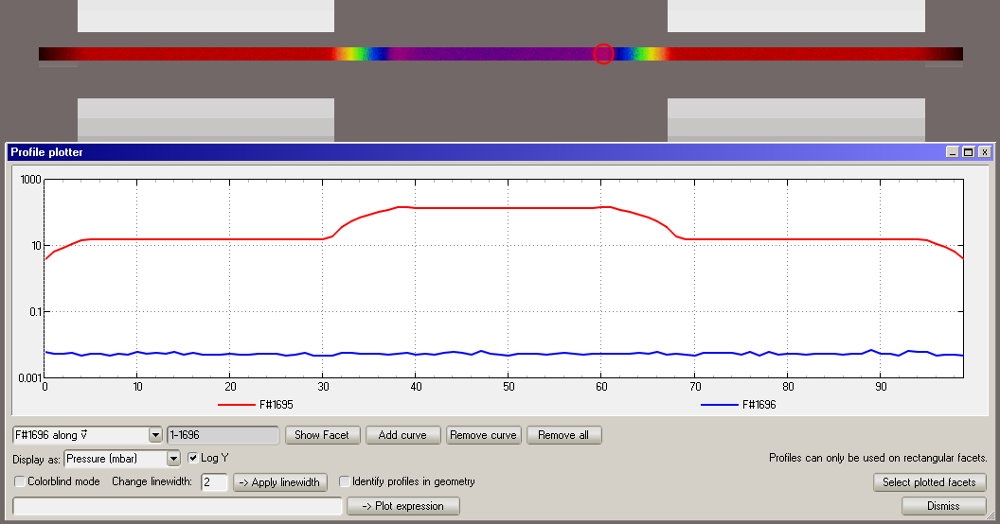 Profile plotter
1000
10
0.1
0.001
0 10 20 30 40 50 60 70 80 90
F#1695 F#1696
F#1696 along v⃗ 1-1696 Show Facet Add curve Remove curve Remove all
Display as: Pressure (mbar) Log Y Profiles can only be used on rectangular facets.
Colorblind mode Change linewidth: 2 -> Apply linewidth Identify profiles in geometry Select plotted facets
-> Plot expression Dismiss